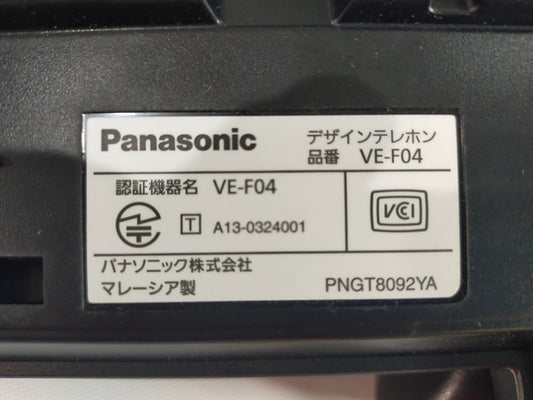 Panasonic
デザインテレホン
品番 VE-F04
認証機器名 VE-F04
T A13-0324001
VCI
パナソニック株式会社
マレーシア製
PNGT8092YA